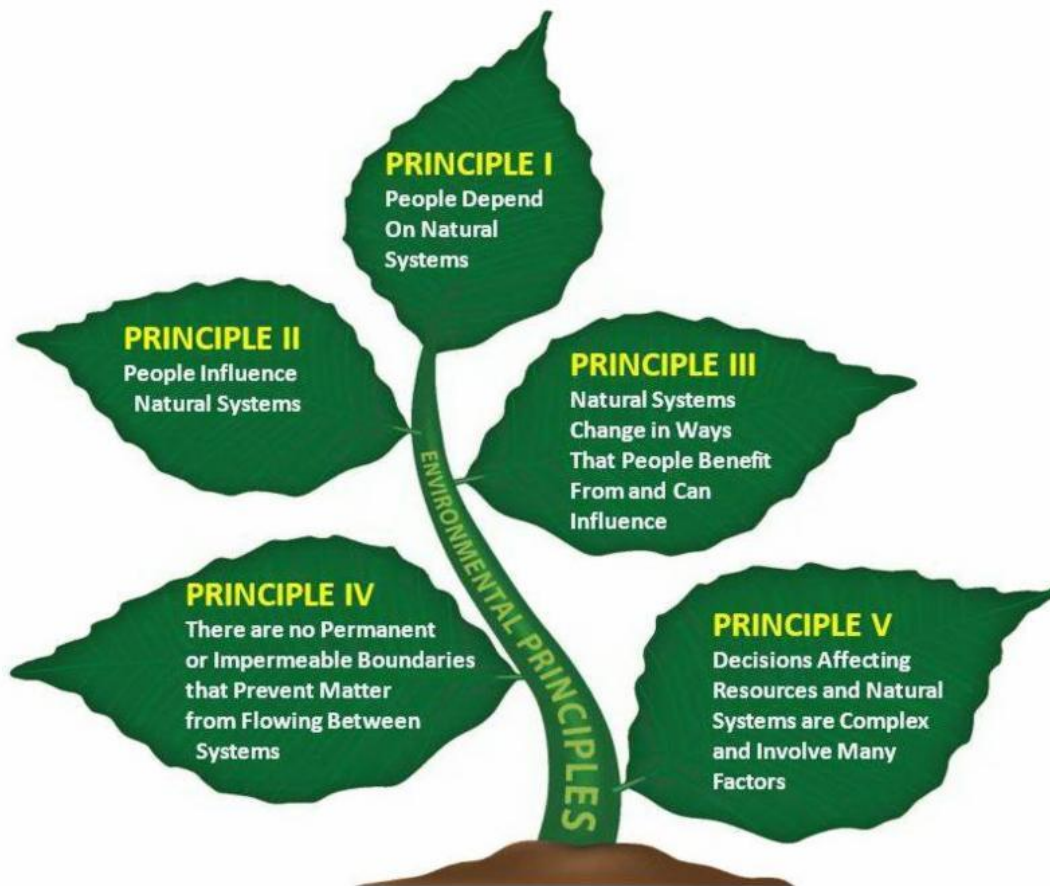 PRINCIPLE I
People Depend
On Natural
Systems
PRINCIPLE II
People Influence
Natural Systems
PRINCIPLE III
Natural Systems
Change in Ways
That People Benefit
From and Can
Influence
PRINCIPLE IV
There are no Permanent
or Impermeable Boundaries
that Prevent Matter
from Flowing Between
Systems
PRINCIPLE V
Decisions Affecting
Resources and Natural
Systems are Complex
and Involve Many
Factors
ENVIRONMENTAL PRINCIPLES